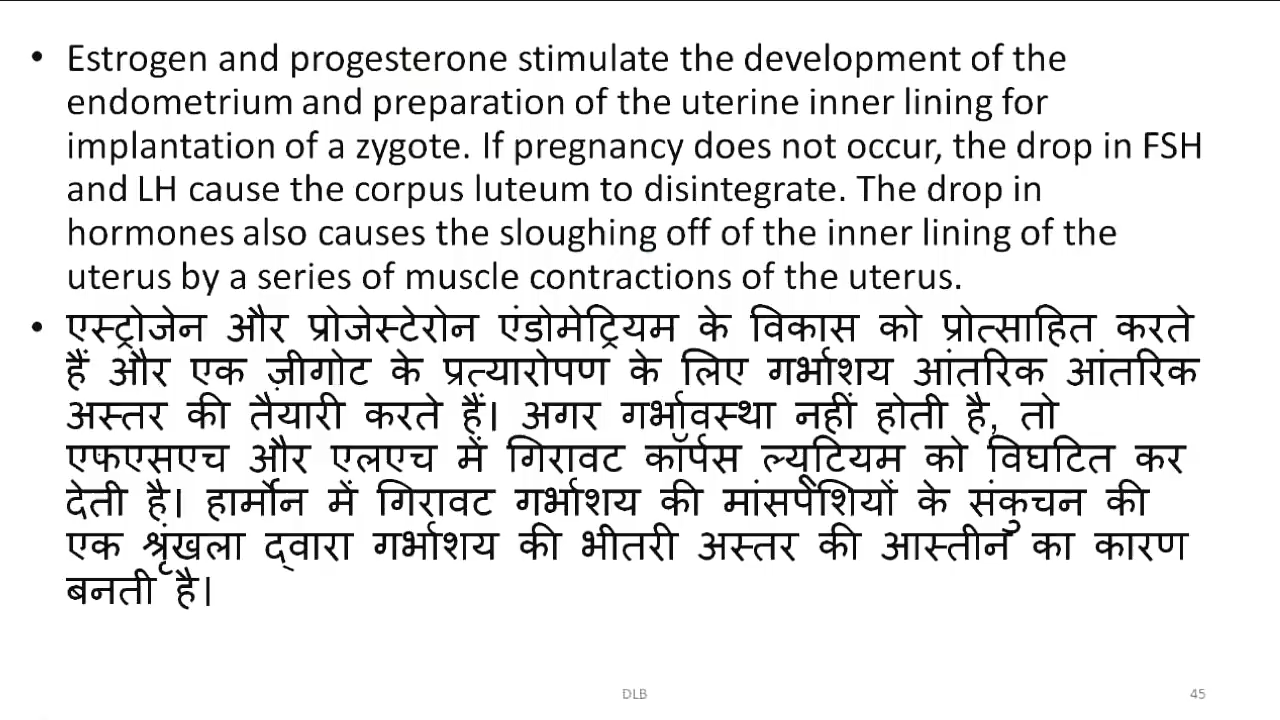 • Estrogen and progesterone stimulate the development of the
endometrium and preparation of the uterine inner lining for
implantation of a zygote. If pregnancy does not occur, the drop in FSH
and LH cause the corpus luteum to disintegrate. The drop in
hormones also causes the sloughing off of the inner lining of the
uterus by a series of muscle contractions of the uterus.
• एस्ट्रोजेन और प्रोजेस्टेरोन एंडोमेट्रियम के विकास को प्रोत्साहित करते
हैं और एक ज़ीगोट के प्रत्यारोपण के लिए गर्भाशय आंतरिक आंतरिक
अस्तर की तैयारी करते हैं। अगर गर्भावस्था नहीं होती है, तो
एफएसएच और एलएच में गिरावट कॉर्पस ल्यूटियम को विघटित कर
देती है। हार्मोन में गिरावट गर्भाशय की मांसपेशियों के संकुचन की
एक श्रृंखला द्वारा गर्भाशय की भीतरी अस्तर की आस्तीन का कारण
बनती है।
DLB
45